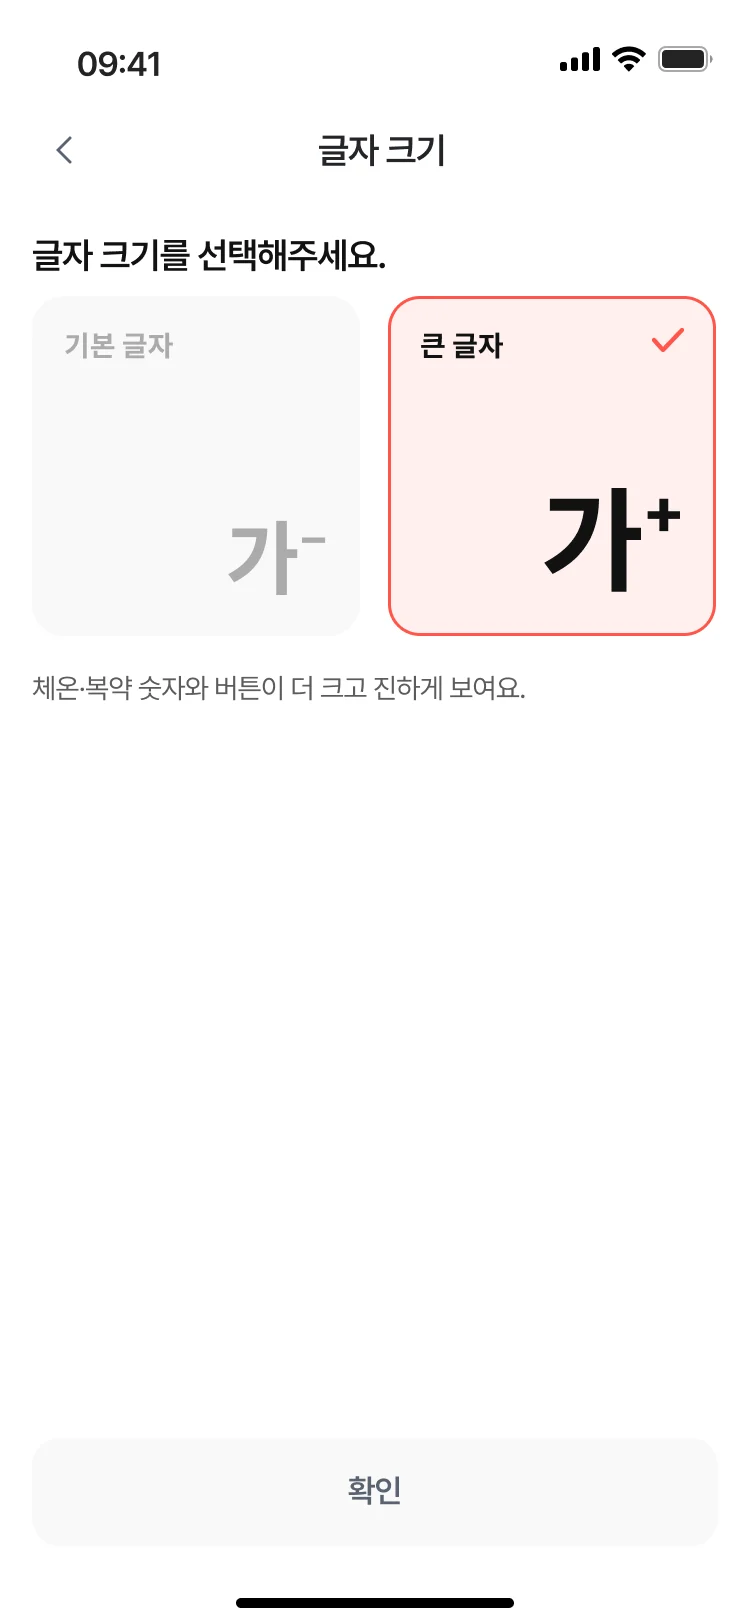 09:41
글자 크기
글자 크기를 선택해주세요.
기본 글자
큰 글자
가-
가+
체온·복약 숫자와 버튼이 더 크고 진하게 보여요.
확인